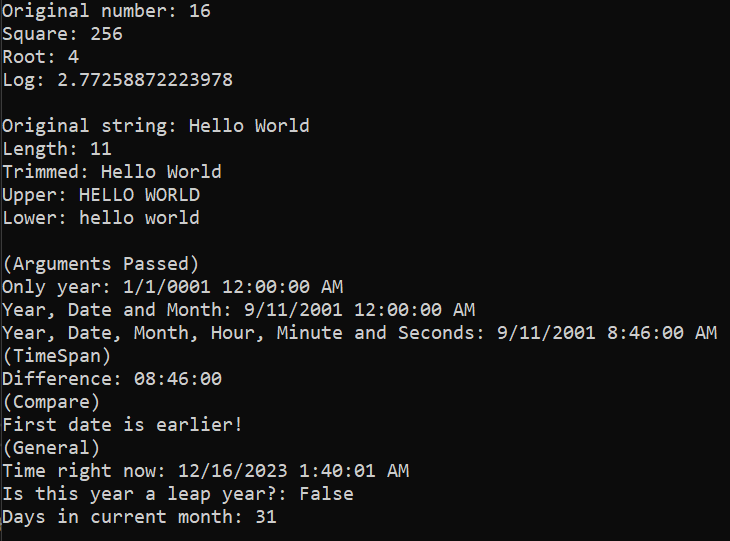 Original number: 16
Square: 256
Root: 4
Log: 2.77258872223978
Original string: Hello World
Length: 11
Trimmed: Hello World
Upper: HELLO WORLD
Lower: hello world
(Arguments Passed)
Only year: 1/1/0001 12:00:00 AM
Year, Date and Month: 9/11/2001 12:00:00 AM
Year, Date, Month, Hour, Minute and Seconds: 9/11/2001 8:46:00 AM
(TimeSpan)
Difference: 08:46:00
(Compare)
First date is earlier!
(General)
Time right now: 12/16/2023 1:40:01 AM
Is this year a leap year?: False
Days in current month: 31